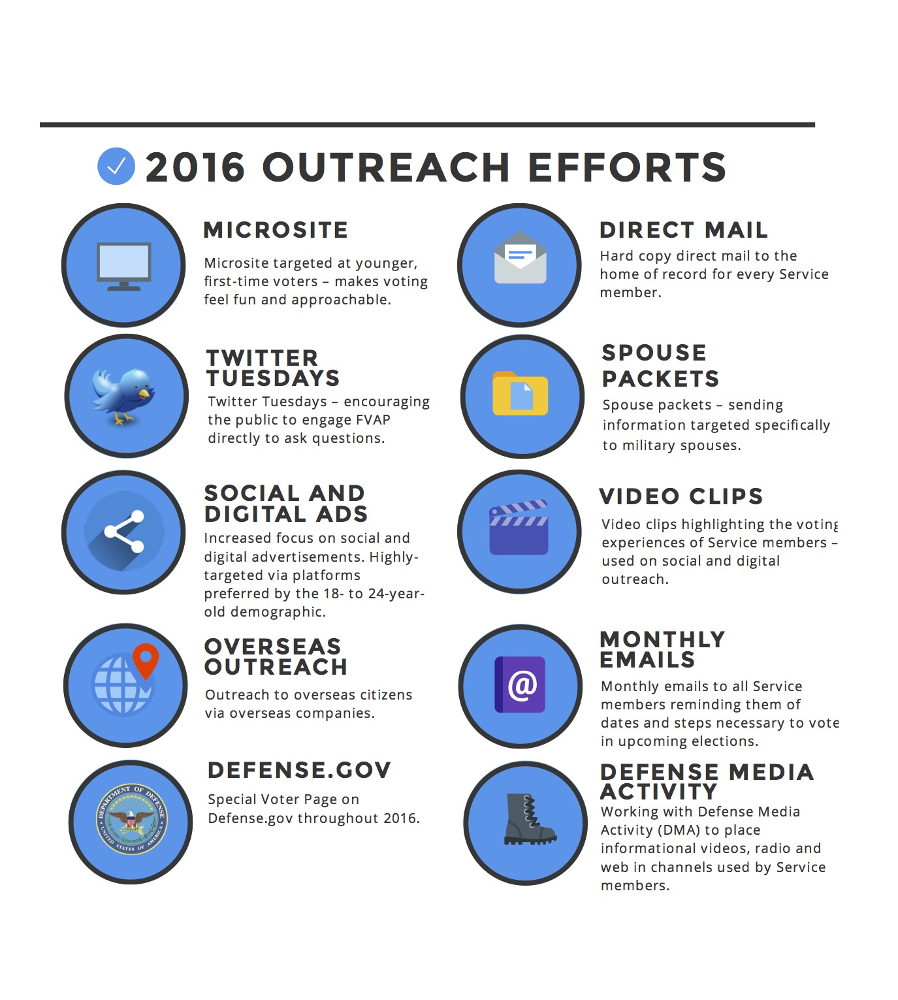 2016 OUTREACH EFFORTS
MICROSITE
Microsite targeted at younger,
first-time voters – makes voting
feel fun and approachable.
TWITTER
TUESDAYS
Twitter Tuesdays – encouraging
the public to engage FVAP
directly to ask questions.
SOCIAL AND
DIGITAL ADS
Increased focus on social and
digital advertisements. Highly-
targeted via platforms
preferred by the 18- to 24-year-
old demographic.
OVERSEAS
OUTREACH
Outreach to overseas citizens
via overseas companies.
DEPARTMENT OF DEFENSE
UNITED STATES OF AMERICA
DEFENSE.GOV
Special Voter Page on
Defense.gov throughout 2016.
DIRECT MAIL
Hard copy direct mail to the
home of record for every Service
member.
SPOUSE
PACKETS
Spouse packets – sending
information targeted specifically
to military spouses.
VIDEO CLIPS
Video clips highlighting the voting
experiences of Service members –
used on social and digital
outreach.
@
MONTHLY
EMAILS
Monthly emails to all Service
members reminding them of
dates and steps necessary to vote
in upcoming elections.
DEFENSE MEDIA
ACTIVITY
Working with Defense Media
Activity (DMA) to place
informational videos, radio and
web in channels used by Service
members.